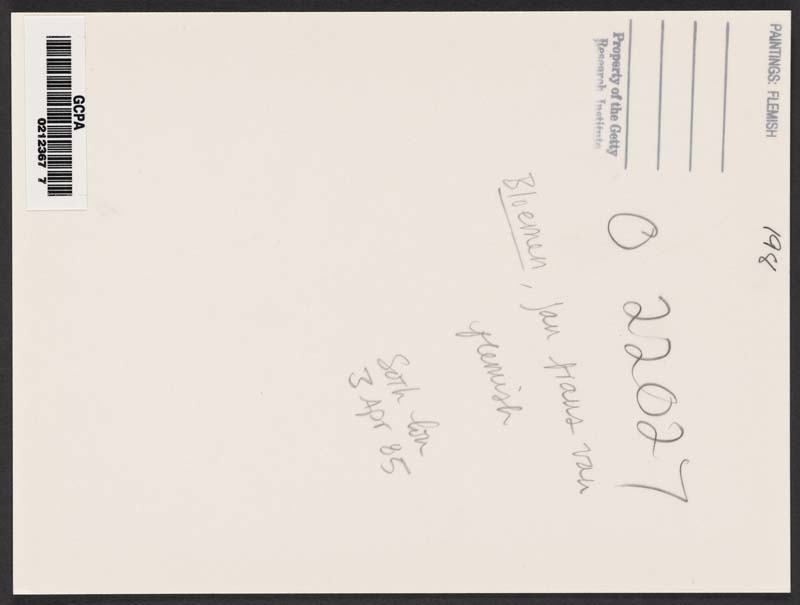 PAINTINGS: FLEMISH
198
Property of the Getty
Research Institute
0 22027
Bloemen, Jan Frans van
flemish
Soth Lon
3 Apr 85
GCPA
0212367 7